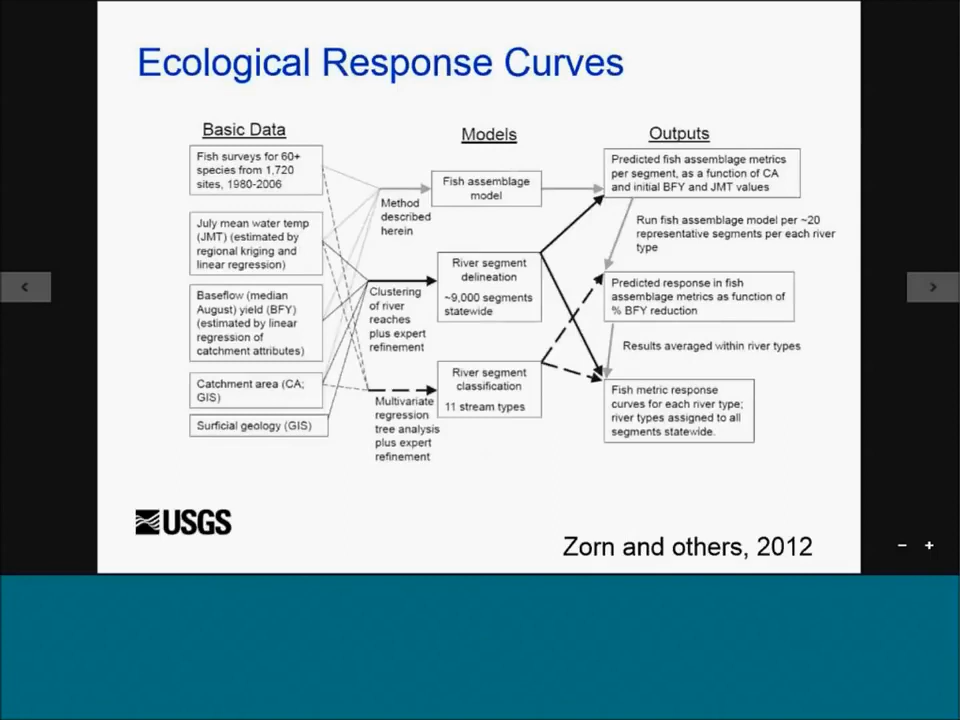 Ecological Response Curves
Basic Data
Fish surveys for 60+
species from 1,720
sites, 1980-2006
July mean water temp
(JMT) (estimated by
regional kriging and
linear regression)
Baseflow (median
August) yield (BFY)
(estimated by linear
regression of
catchment attributes)
Catchment area (CA;
GIS)
Surficial geology (GIS)
Models
Fish assemblage
model
Method
described
herein
River segment
delineation
~9,000 segments
statewide
Clustering
of river
reaches
plus expert
refinement
River segment
classification
11 stream types
Multivariate
regression
tree analysis
plus expert
refinement
Outputs
Predicted fish assemblage metrics
per segment, as a function of CA
and initial BFY and JMT values
Run fish assemblage model per ~20
representative segments per each river
type
Predicted response in fish
assemblage metrics as function of
% BFY reduction
Results averaged within river types
Fish metric response
curves for each river type;
river types assigned to all
segments statewide.
USGS
Zorn and others, 2012